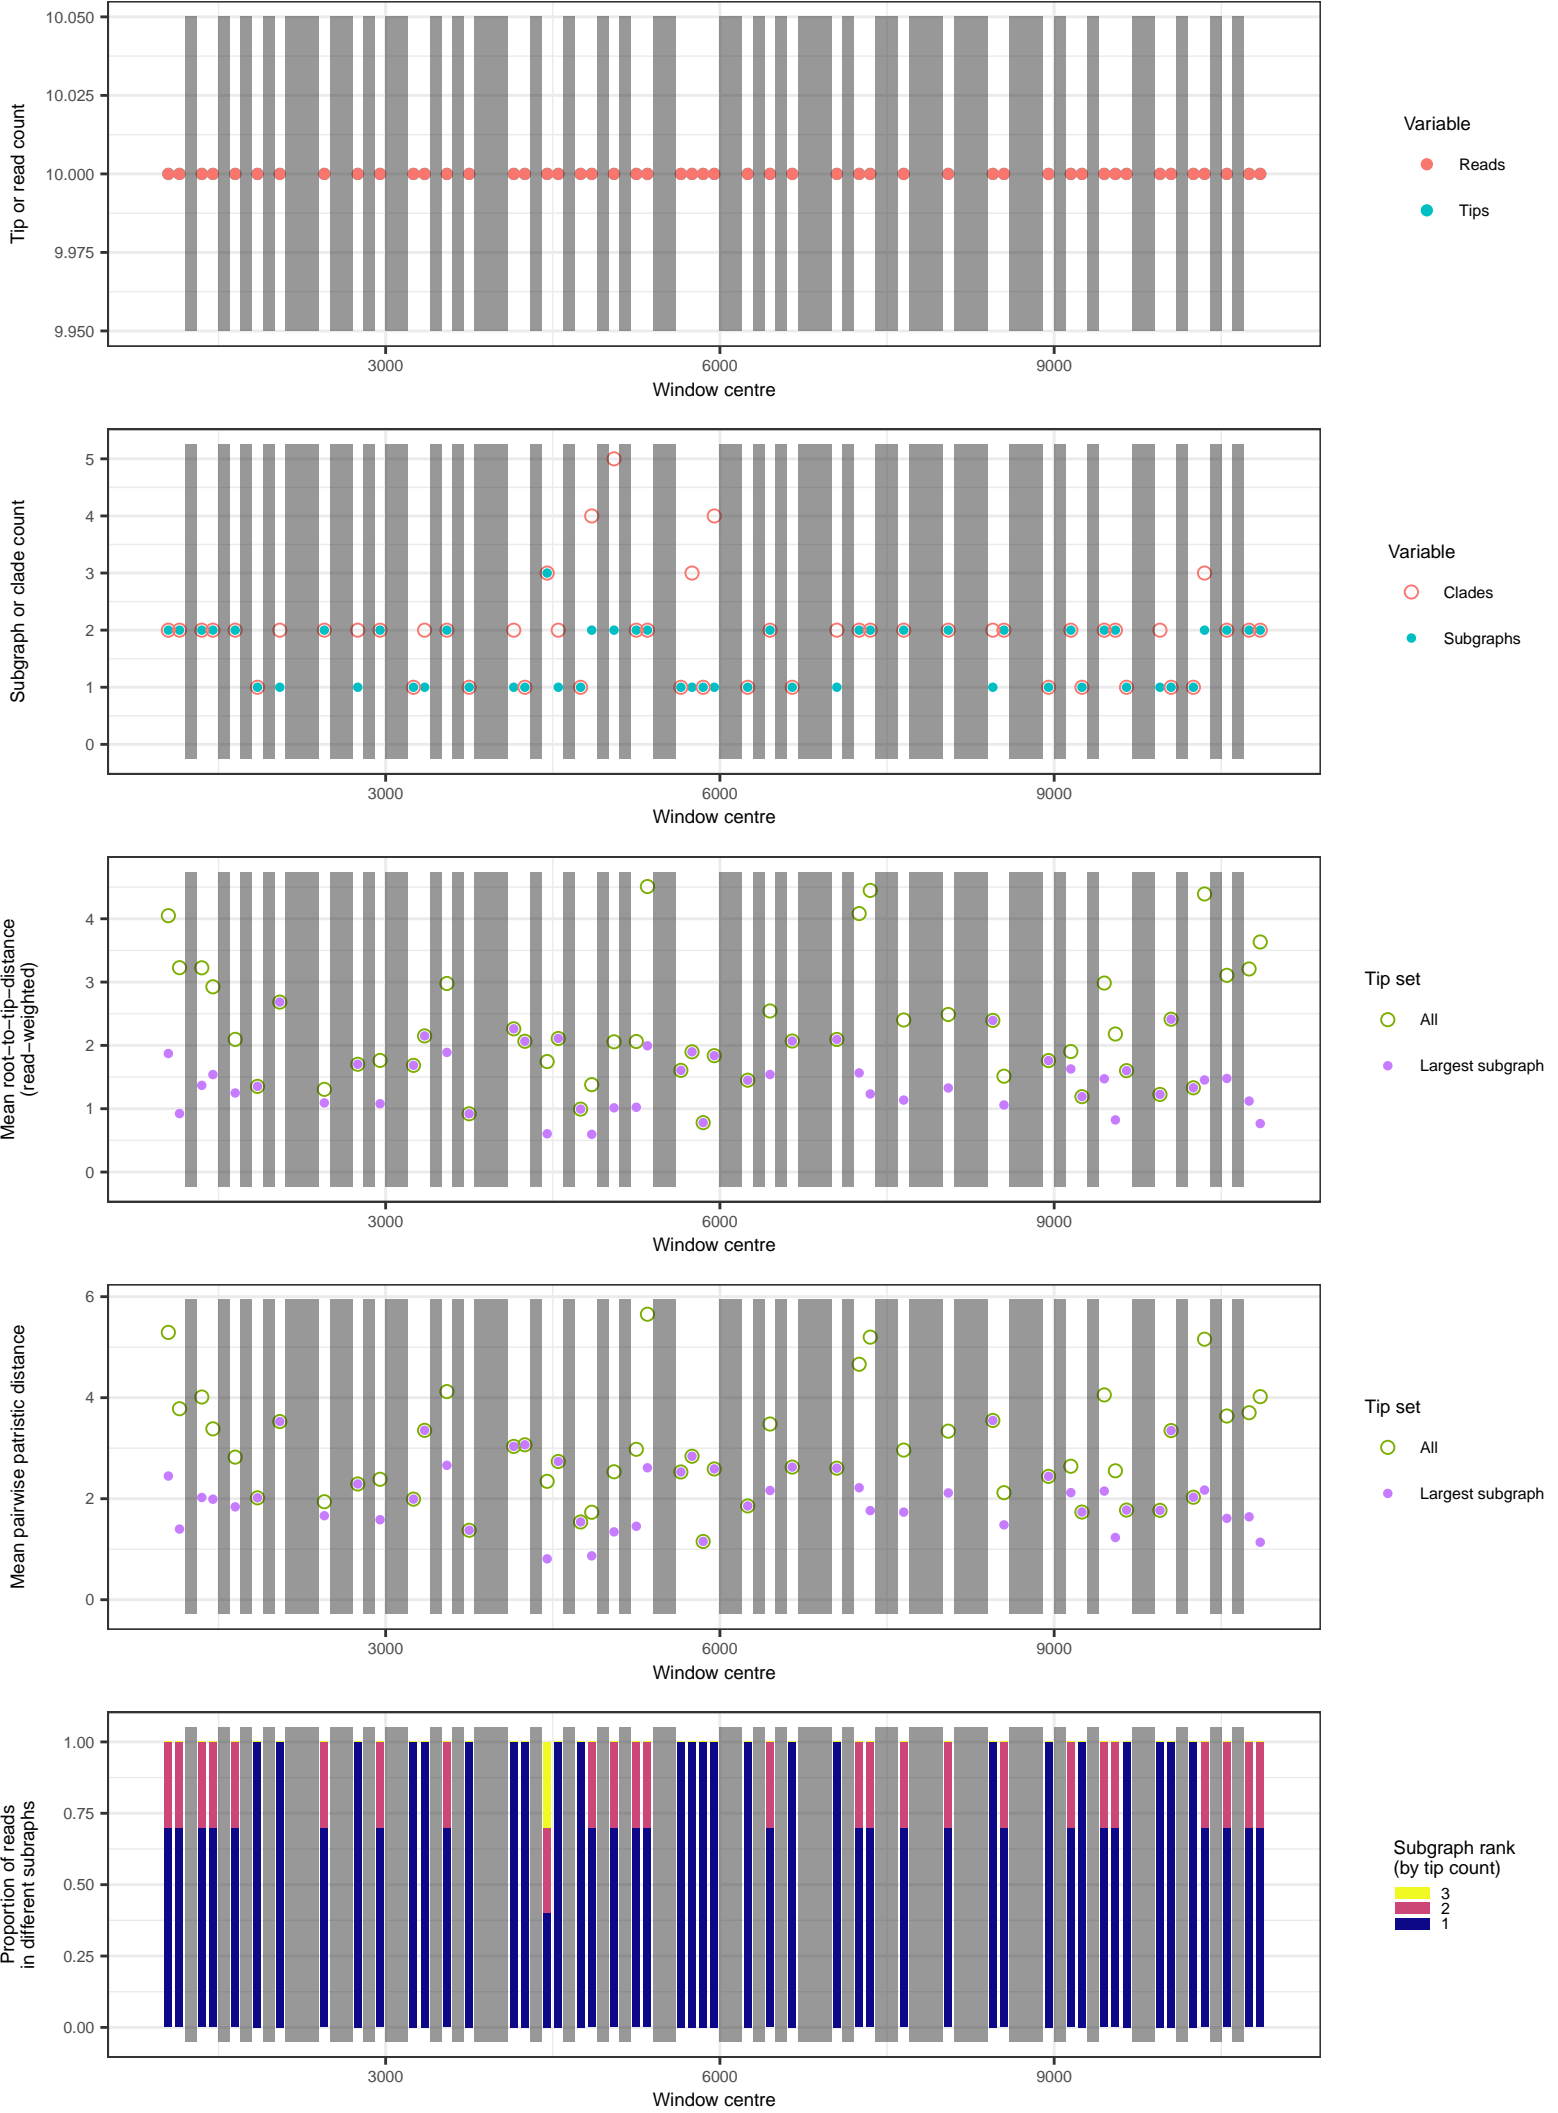 10.050
10.025
10.000
9.975
9.950
Tip or read count
3000
6000
9000
Window centre
Variable
Reads
Tips
5
4
3
2
1
0
Subgraph or clade count
3000
6000
9000
Window centre
Variable
Clades
Subgraphs
4
3
2
1
0
Mean root−to−tip−distance
(read−weighted)
3000
6000
9000
Window centre
Tip set
All
Largest subgraph
6
4
2
0
Mean pairwise patristic distance
3000
6000
9000
Window centre
Tip set
All
Largest subgraph
1.00
0.75
0.50
0.25
0.00
Proportion of reads
in different subraphs
3000
6000
9000
Window centre
Subgraph rank
(by tip count)
3
2
1